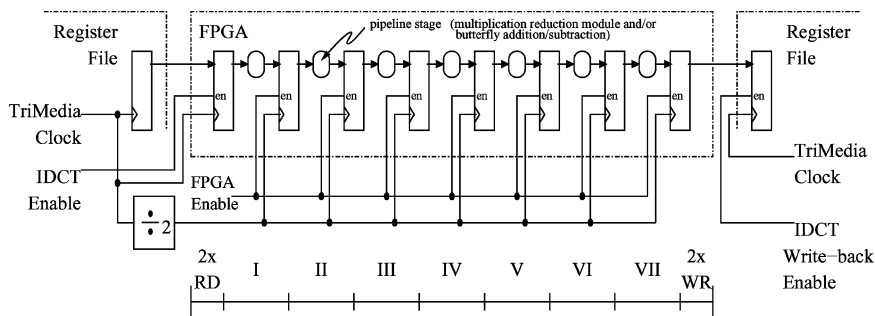 Register
File
FPGA
pipeline stage (multiplication reduction module and/or
butterfly addition/subtraction)
Register
File
en
en
en
en
en
en
en
en
en
TriMedia
Clock
IDCT
Enable
FPGA
Enable
÷ 2
TriMedia
Clock
IDCT
Write-back
Enable
2x
RD
I
II
III
IV
V
VI
VII
2x
WR